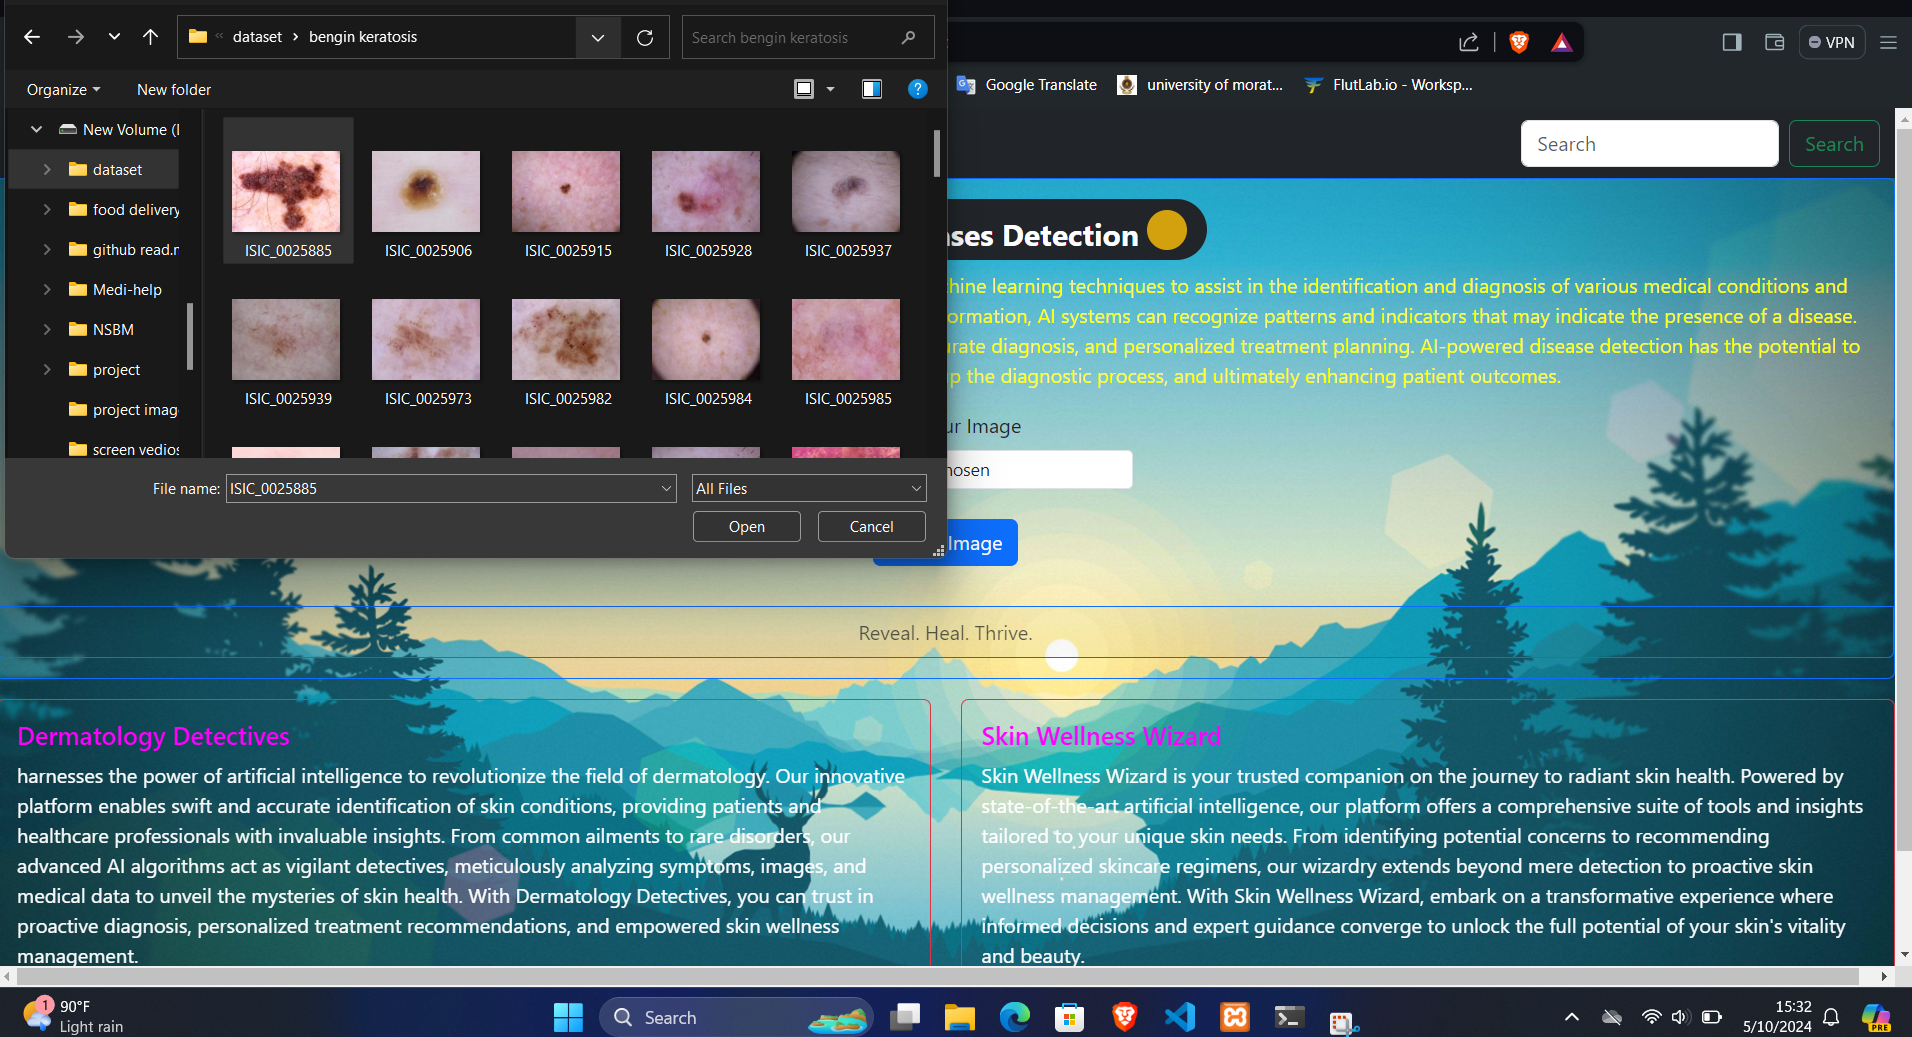 dataset > bengin keratosis
Search bengin keratosis
VPN
Organize
New folder
Google Translate
university of morat...
FlutLab.io - Worksp...
New Volume (
dataset
food delivery
github read.m
Medi-help
NSBM
project
project imag
screen vedios
ISIC_0025885
ISIC_0025906
ISIC_0025915
ISIC_0025928
ISIC_0025937
ISIC_0025939
ISIC_0025973
ISIC_0025982
ISIC_0025984
ISIC_0025985
File name: ISIC_0025885
All Files
Open
Cancel
Search
Search
ses Detection
hine learning techniques to assist in the identification and diagnosis of various medical conditions and
ormation, AI systems can recognize patterns and indicators that may indicate the presence of a disease.
urate diagnosis, and personalized treatment planning. AI-powered disease detection has the potential to
p the diagnostic process, and ultimately enhancing patient outcomes.
ur Image
hosen
Image
Reveal. Heal. Thrive.
Dermatology Detectives
harnesses the power of artificial intelligence to revolutionize the field of dermatology. Our innovative
platform enables swift and accurate identification of skin conditions, providing patients and
healthcare professionals with invaluable insights. From common ailments to rare disorders, our
advanced AI algorithms act as vigilant detectives, meticulously analyzing symptoms, images, and
medical data to unveil the mysteries of skin health. With Dermatology Detectives, you can trust in
proactive diagnosis, personalized treatment recommendations, and empowered skin wellness
management.
Skin Wellness Wizard
Skin Wellness Wizard is your trusted companion on the journey to radiant skin health. Powered by
state-of-the-art artificial intelligence, our platform offers a comprehensive suite of tools and insights
tailored to your unique skin needs. From identifying potential concerns to recommending
personalized skincare regimens, our wizardry extends beyond mere detection to proactive skin
wellness management. With Skin Wellness Wizard, embark on a transformative experience where
informed decisions and expert guidance converge to unlock the full potential of your skin's vitality
and beauty.
1
90°F
Light rain
Search
15:32
5/10/2024
PRE